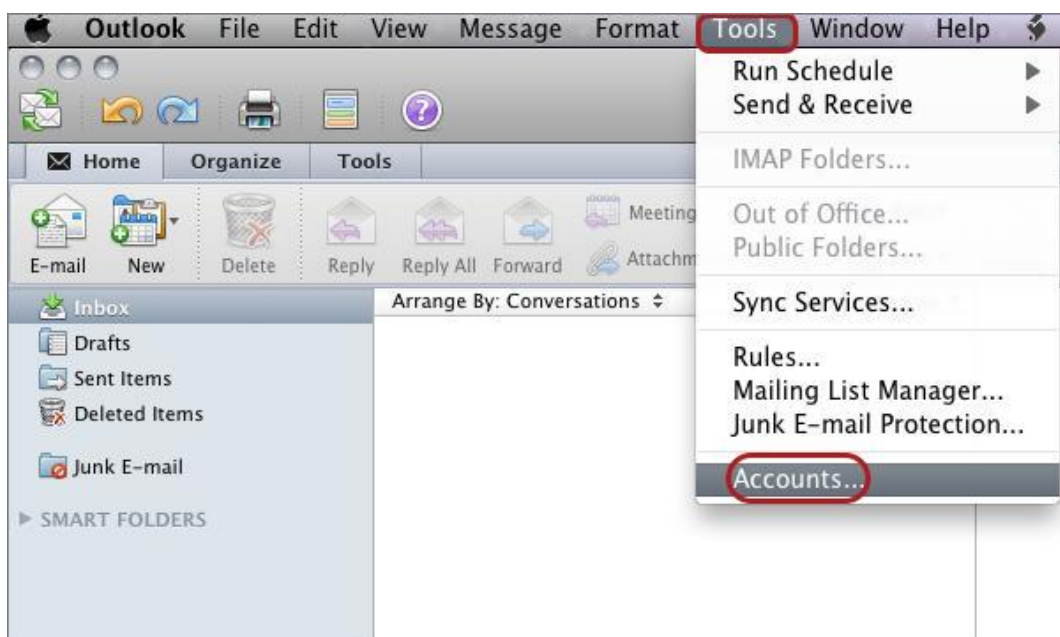 Outlook File Edit View Message Format Tools Window Help
Run Schedule
Send & Receive
IMAP Folders...
Out of Office...
Public Folders...
Sync Services...
Rules...
Mailing List Manager...
Junk E-mail Protection...
Accounts...
Home Organize Tools
E-mail New Delete Reply Reply All Forward
Meeting
Attachm
Inbox
Drafts
Sent Items
Deleted Items
Junk E-mail
SMART FOLDERS
Arrange By: Conversations